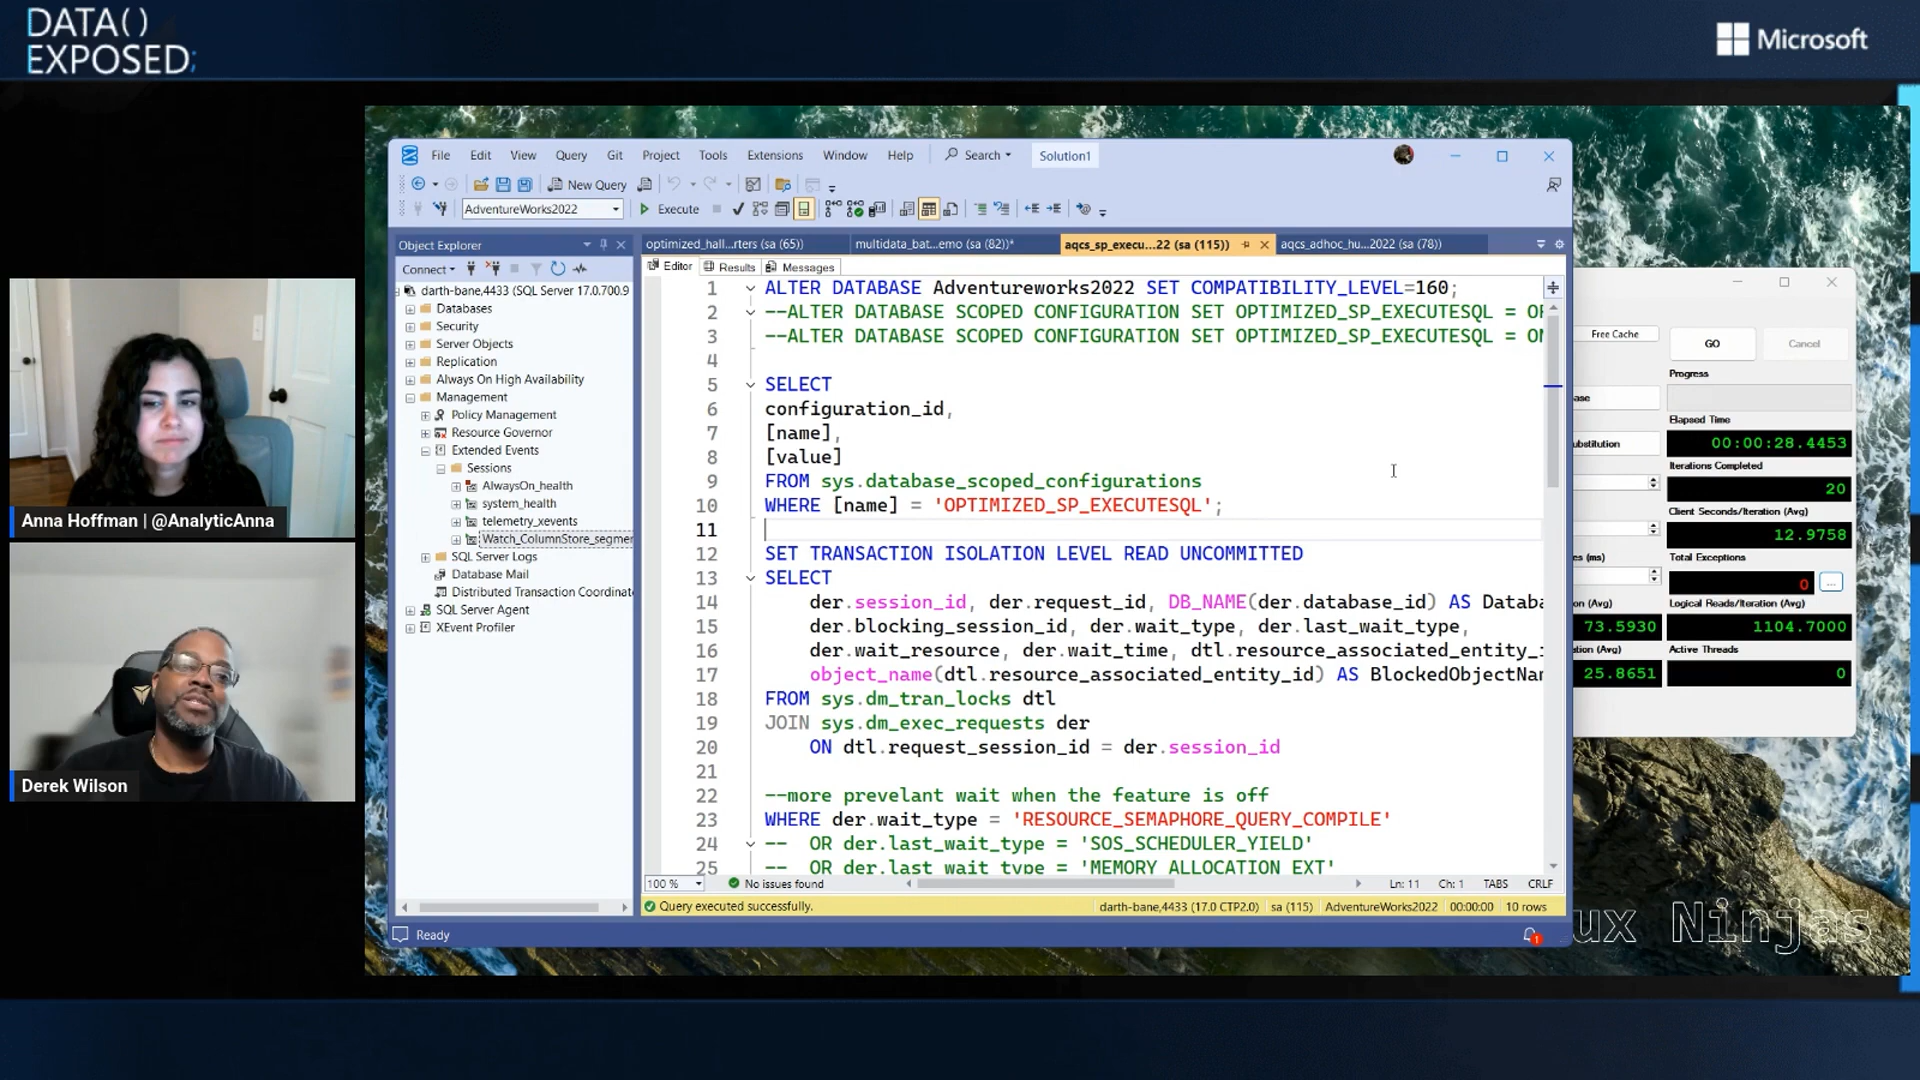 DATA()
EXPOSED;
Microsoft
Anna Hoffman | @AnalyticAnna
Derek Wilson
File Edit View Query Git Project Tools Extensions Window Help Search Solution1
New Query
AdventureWorks2022 Execute
Object Explorer
Connect
darth-bane,4433 (SQL Server 17.0.700.9
Databases
Security
Server Objects
Replication
Always On High Availability
Management
Policy Management
Resource Governor
Extended Events
Sessions
AlwaysOn_health
system_health
telemetry_xevents
Watch_ColumnStore_segmer
SQL Server Logs
Database Mail
Distributed Transaction Coordinat
SQL Server Agent
XEvent Profiler
optimized_hall...rters (sa (65)) multidata_bat...emo (sa (82))* aqcs_sp_execu...22 (sa (115)) aqcs_adhoc_hu...2022 (sa (78))
Editor Results Messages
1 ALTER DATABASE Adventureworks2022 SET COMPATIBILITY_LEVEL=160;
2 --ALTER DATABASE SCOPED CONFIGURATION SET OPTIMIZED_SP_EXECUTESQL = OF
3 --ALTER DATABASE SCOPED CONFIGURATION SET OPTIMIZED_SP_EXECUTESQL = ON
4
5 SELECT
6 configuration_id,
7 [name],
8 [value]
9 FROM sys.database_scoped_configurations
10 WHERE [name] = 'OPTIMIZED_SP_EXECUTESQL';
11
12 SET TRANSACTION ISOLATION LEVEL READ UNCOMMITTED
13 SELECT
14 der.session_id, der.request_id, DB_NAME(der.database_id) AS Databa
15 der.blocking_session_id, der.wait_type, der.last_wait_type,
16 der.wait_resource, der.wait_time, dtl.resource_associated_entity_i
17 object_name(dtl.resource_associated_entity_id) AS BlockedObjectNam
18 FROM sys.dm_tran_locks dtl
19 JOIN sys.dm_exec_requests der
20 ON dtl.request_session_id = der.session_id
21
22 --more prevelant wait when the feature is off
23 WHERE der.wait_type = 'RESOURCE_SEMAPHORE_QUERY_COMPILE'
24 -- OR der.last_wait_type = 'SOS_SCHEDULER_YIELD'
25 -- OR der.last_wait_type = 'MEMORY_ALLOCATION_EXT'
100 % No issues found Ln: 11 Ch: 1 TABS CRLF
Query executed successfully. darth-bane,4433 (17.0 CTP2.0) sa (115) AdventureWorks2022 00:00:00 10 rows
Ready 1
Free Cache GO Cancel
Progress
ase
Elapsed Time
ubstitution 00:00:28.4453
Iterations Completed
20
Client Seconds/Iteration (Avg)
12.9758
s (ms) Total Exceptions
0 ...
on (Avg) Logical Reads/Iteration (Avg)
73.5930 1104.7000
ation (Avg) Active Threads
25.8651 0
ux Ninjas